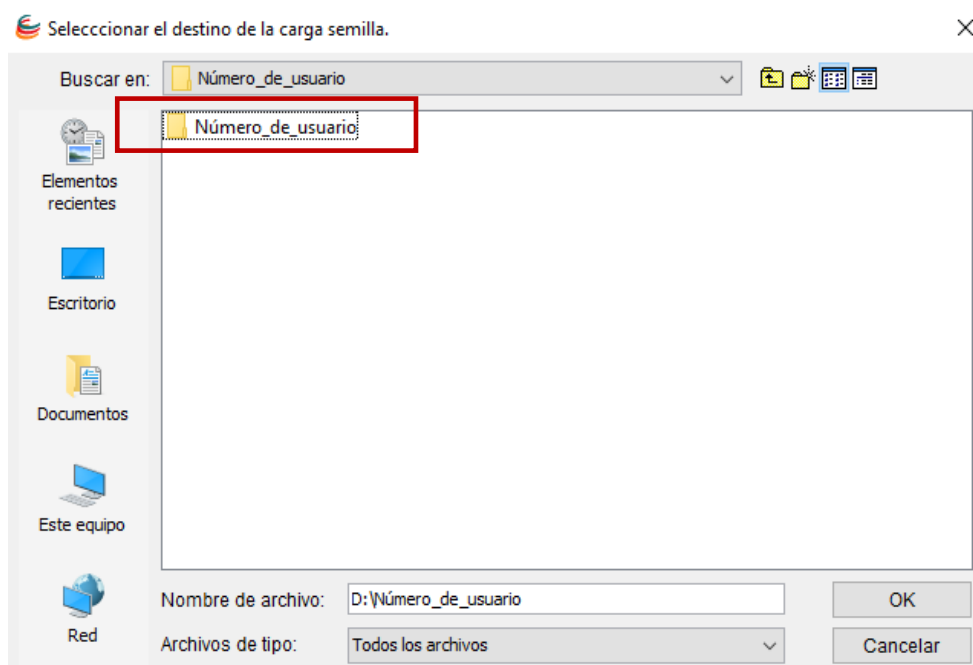 Selecccionar el destino de la carga semilla.
Buscar en:
Número_de_usuario
Número_de_usuario
Elementos
recientes
Escritorio
Documentos
Este equipo
Red
Nombre de archivo:
D:\Número_de_usuario
OK
Archivos de tipo:
Todos los archivos
Cancelar